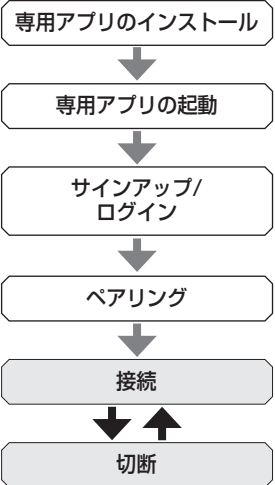 専用アプリのインストール
専用アプリの起動
サインアップ/
ログイン
ペアリング
接続
切断